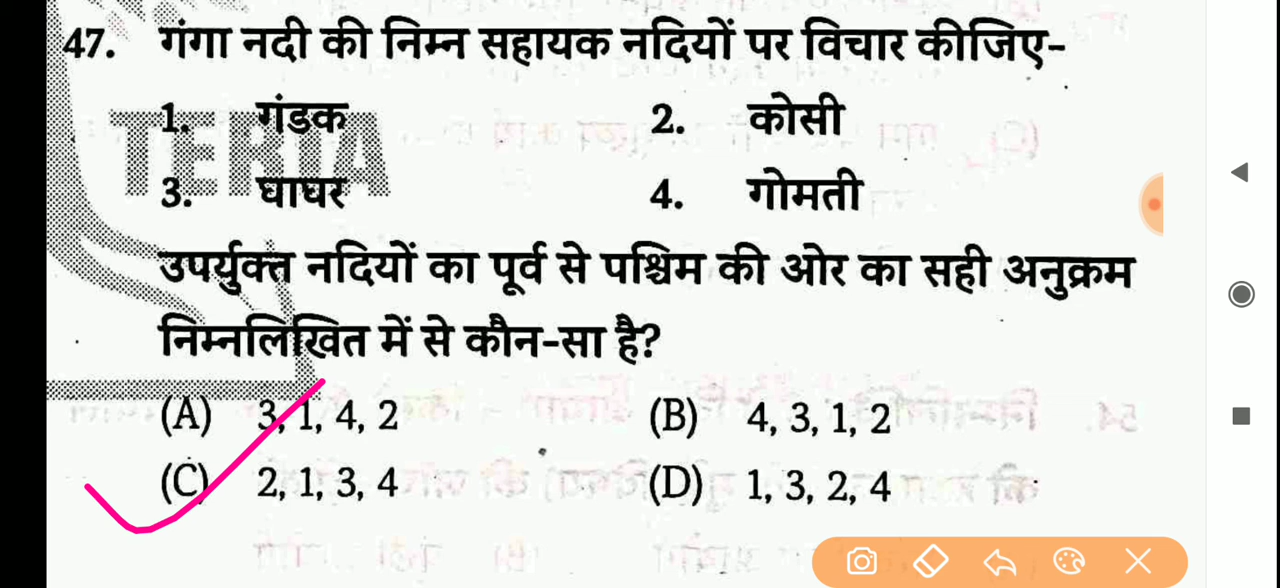 47. गंगा नदी की निम्न सहायक नदियों पर विचार कीजिए-
1. गंडक 2. कोसी
3. घाघर 4. गोमती
उपर्युक्त नदियों का पूर्व से पश्चिम की ओर का सही अनुक्रम
निम्नलिखित में से कौन-सा है?
(A) 3, 1, 4, 2 (B) 4, 3, 1, 2
(C) 2, 1, 3, 4 (D) 1, 3, 2, 4